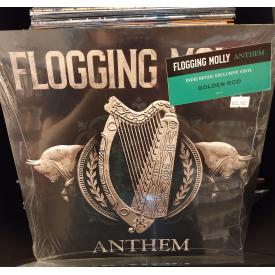 FLOGGING MOLLY
FLOGGING MOLLY ANTHEM
INDIE RETAIL EXCLUSIVE VINYL
GOLDEN ROD
ANTHEM